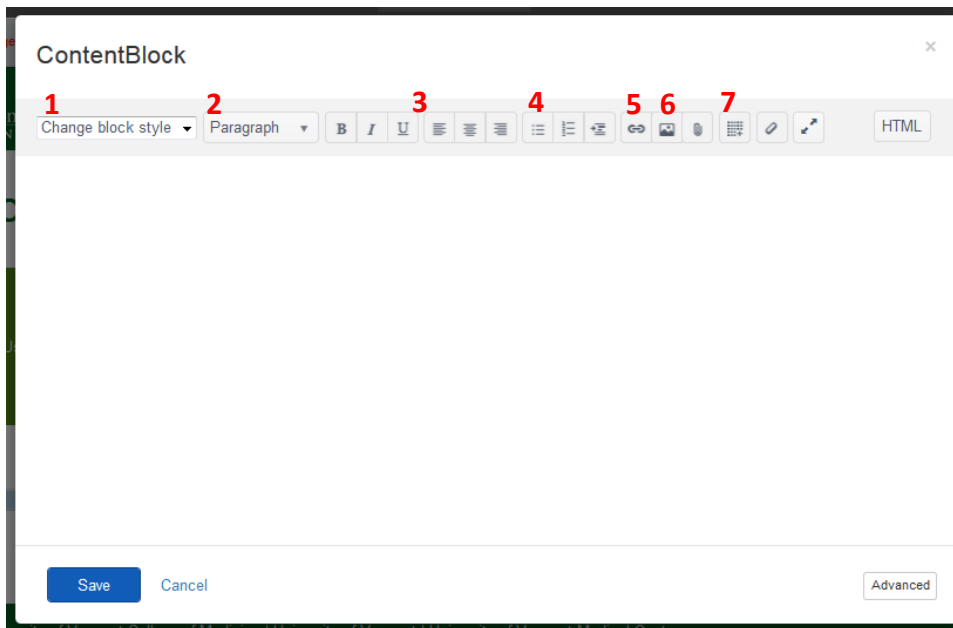 ContentBlock
×
1 2 3 4 5 6 7
Change block style Paragraph B I U HTML
Save Cancel Advanced